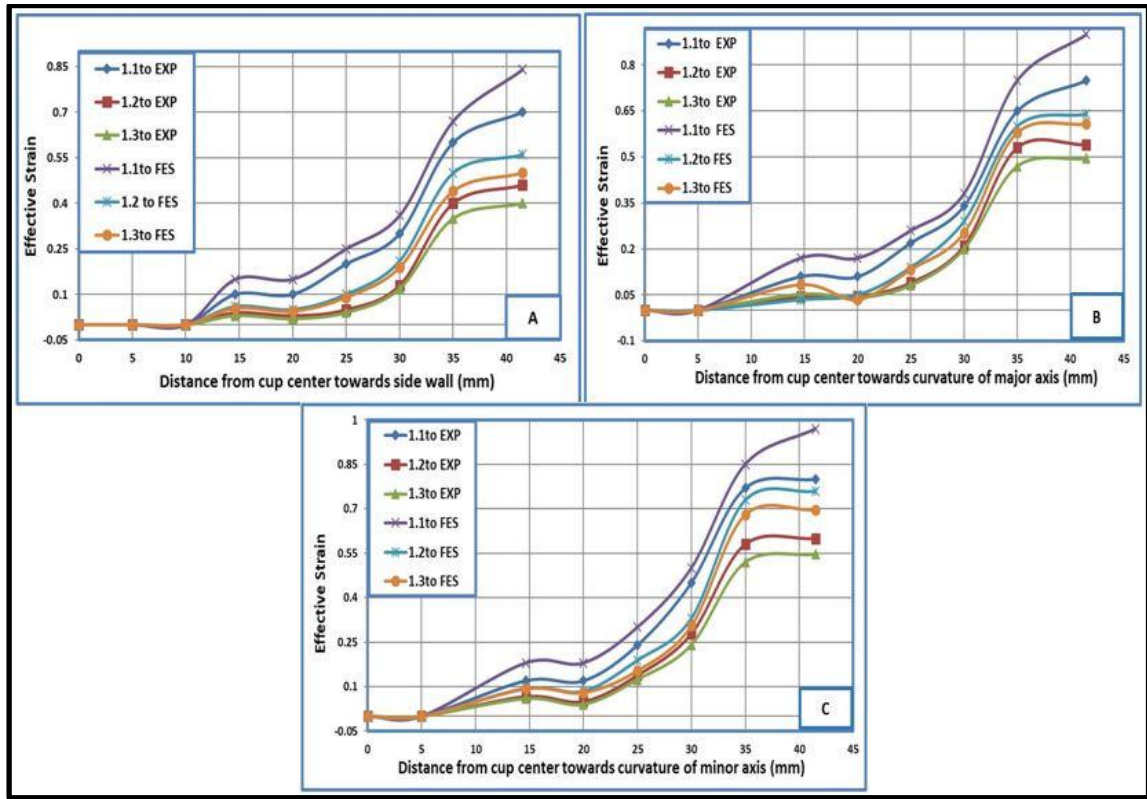 0.85
0.7
0.55
0.4
0.25
0.1
-0.05
Effective Strain
1.1to EXP
1.2to EXP
1.3to EXP
1.1to FES
1.2 to FES
1.3to FES
A
0 5 10 15 20 25 30 35 40 45
Distance from cup center towards side wall (mm)
0.8
0.65
0.5
0.35
0.2
0.05
-0.1
Effective Strain
1.1to EXP
1.2to EXP
1.3to EXP
1.1to FES
1.2to FES
1.3to FES
B
0 5 10 15 20 25 30 35 40 45
Distance from cup center towards curvature of major axis (mm)
1
0.85
0.7
0.55
0.4
0.25
0.1
-0.05
Effective Strain
1.1to EXP
1.2to EXP
1.3to EXP
1.1to FES
1.2to FES
1.3to FES
C
0 5 10 15 20 25 30 35 40 45
Distance from cup center towards curvature of minor axis (mm)